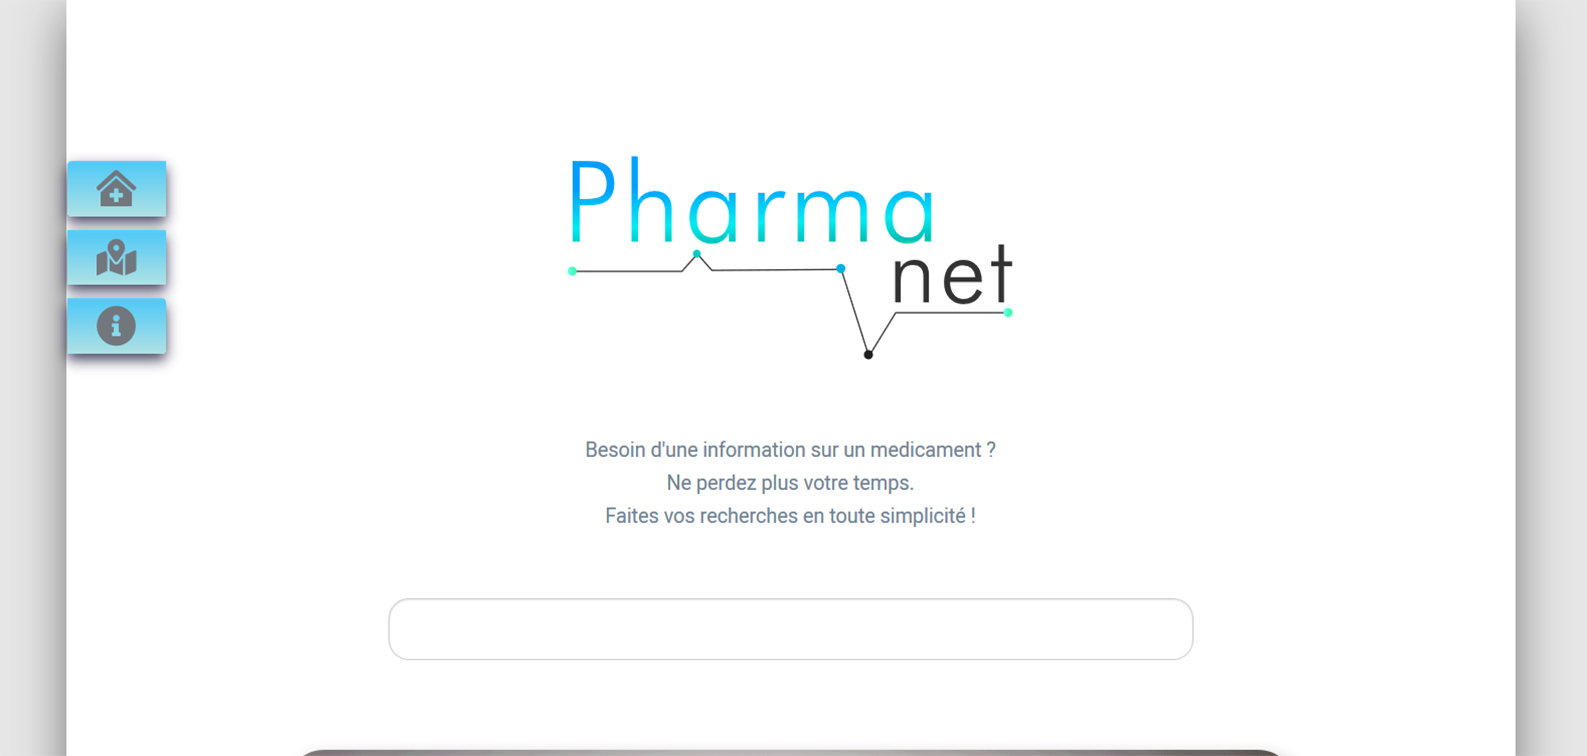 Pharma
net
Besoin d'une information sur un medicament ?
Ne perdez plus votre temps.
Faites vos recherches en toute simplicité !